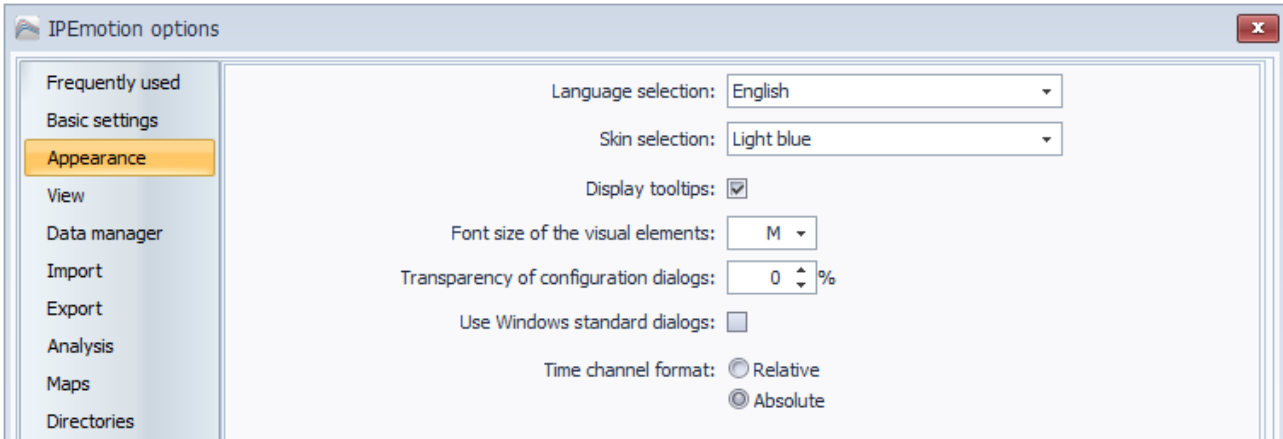 IPEmotion options
Frequently used
Basic settings
Appearance
View
Data manager
Import
Export
Analysis
Maps
Directories
Language selection: English
Skin selection: Light blue
Display tooltips:
Font size of the visual elements: M
Transparency of configuration dialogs: 0 %
Use Windows standard dialogs:
Time channel format: Relative
Absolute